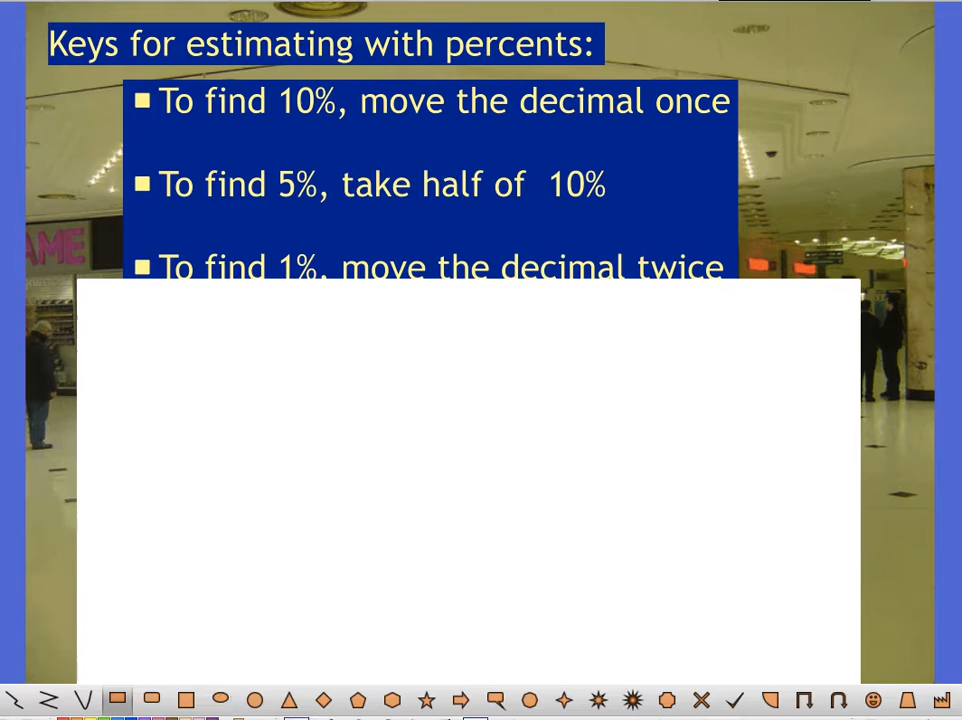 Keys for estimating with percents:
To find 10%, move the decimal once
To find 5%, take half of 10%
To find 1%, move the decimal twice
AME